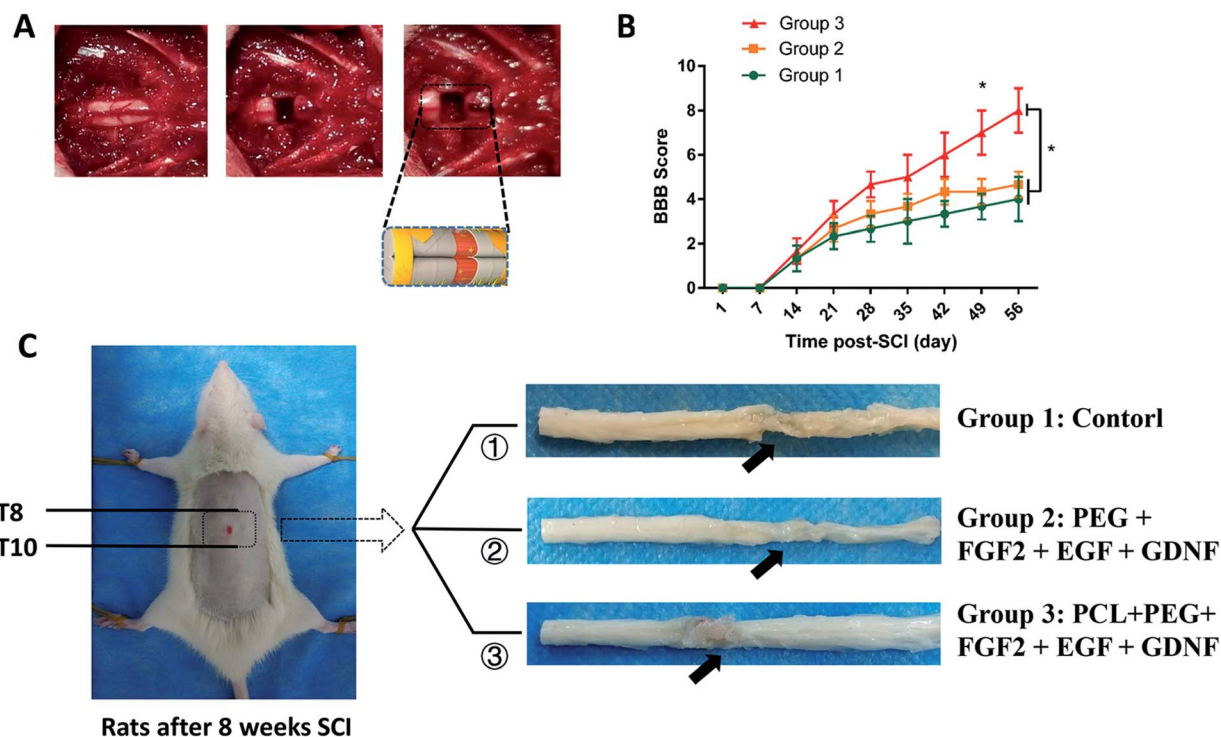 A
B
Group 3
Group 2
Group 1
10
8
6
4
2
0
BBB Score
*
*
1
7
14
21
28
35
42
49
56
Time post-SCI (day)
C
T8
T10
Rats after 8 weeks SCI
①
②
③
Group 1: Contorl
Group 2: PEG +
FGF2 + EGF + GDNF
Group 3: PCL+PEG+
FGF2 + EGF + GDNF